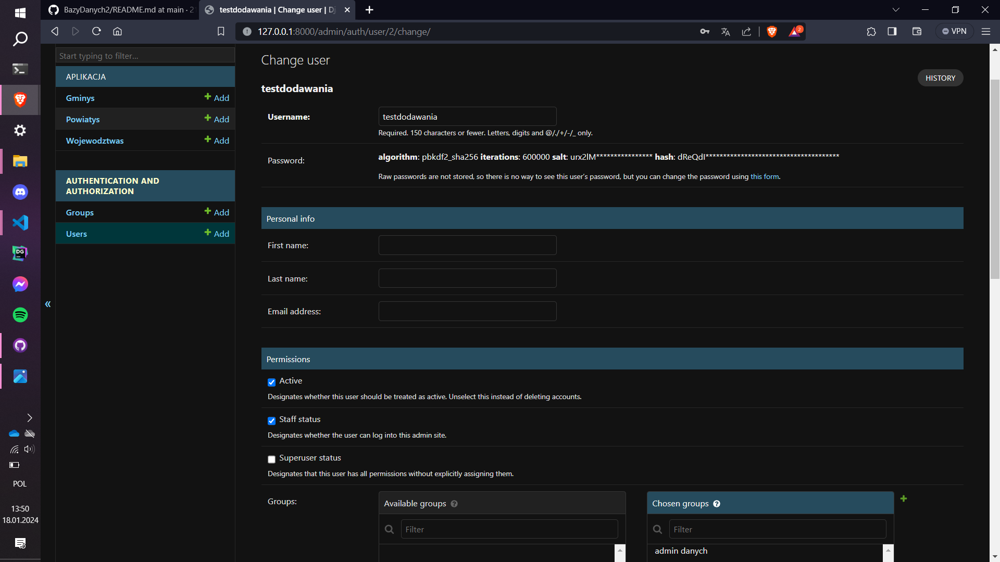 BazyDanych2/README.md at main · 2
testdodawania | Change user | Dj
127.0.0.1:8000/admin/auth/user/2/change/
2
VPN
Start typing to filter...
APLIKACJA
Gminys
Add
Powiatys
Add
Wojewodztwas
Add
AUTHENTICATION AND
AUTHORIZATION
Groups
Add
Users
Add
«
Change user
HISTORY
testdodawania
Username:
testdodawania
Required. 150 characters or fewer. Letters, digits and @/./+/-/_ only.
Password:
algorithm: pbkdf2_sha256 iterations: 600000 salt: urx2lM**************** hash: dReQdI**************************************
Raw passwords are not stored, so there is no way to see this user’s password, but you can change the password using this form.
Personal info
First name:
Last name:
Email address:
Permissions
Active
Designates whether this user should be treated as active. Unselect this instead of deleting accounts.
Staff status
Designates whether the user can log into this admin site.
Superuser status
Designates that this user has all permissions without explicitly assigning them.
Groups:
Available groups
Filter
Chosen groups
Filter
admin danych
DG
POL
13:50
18.01.2024